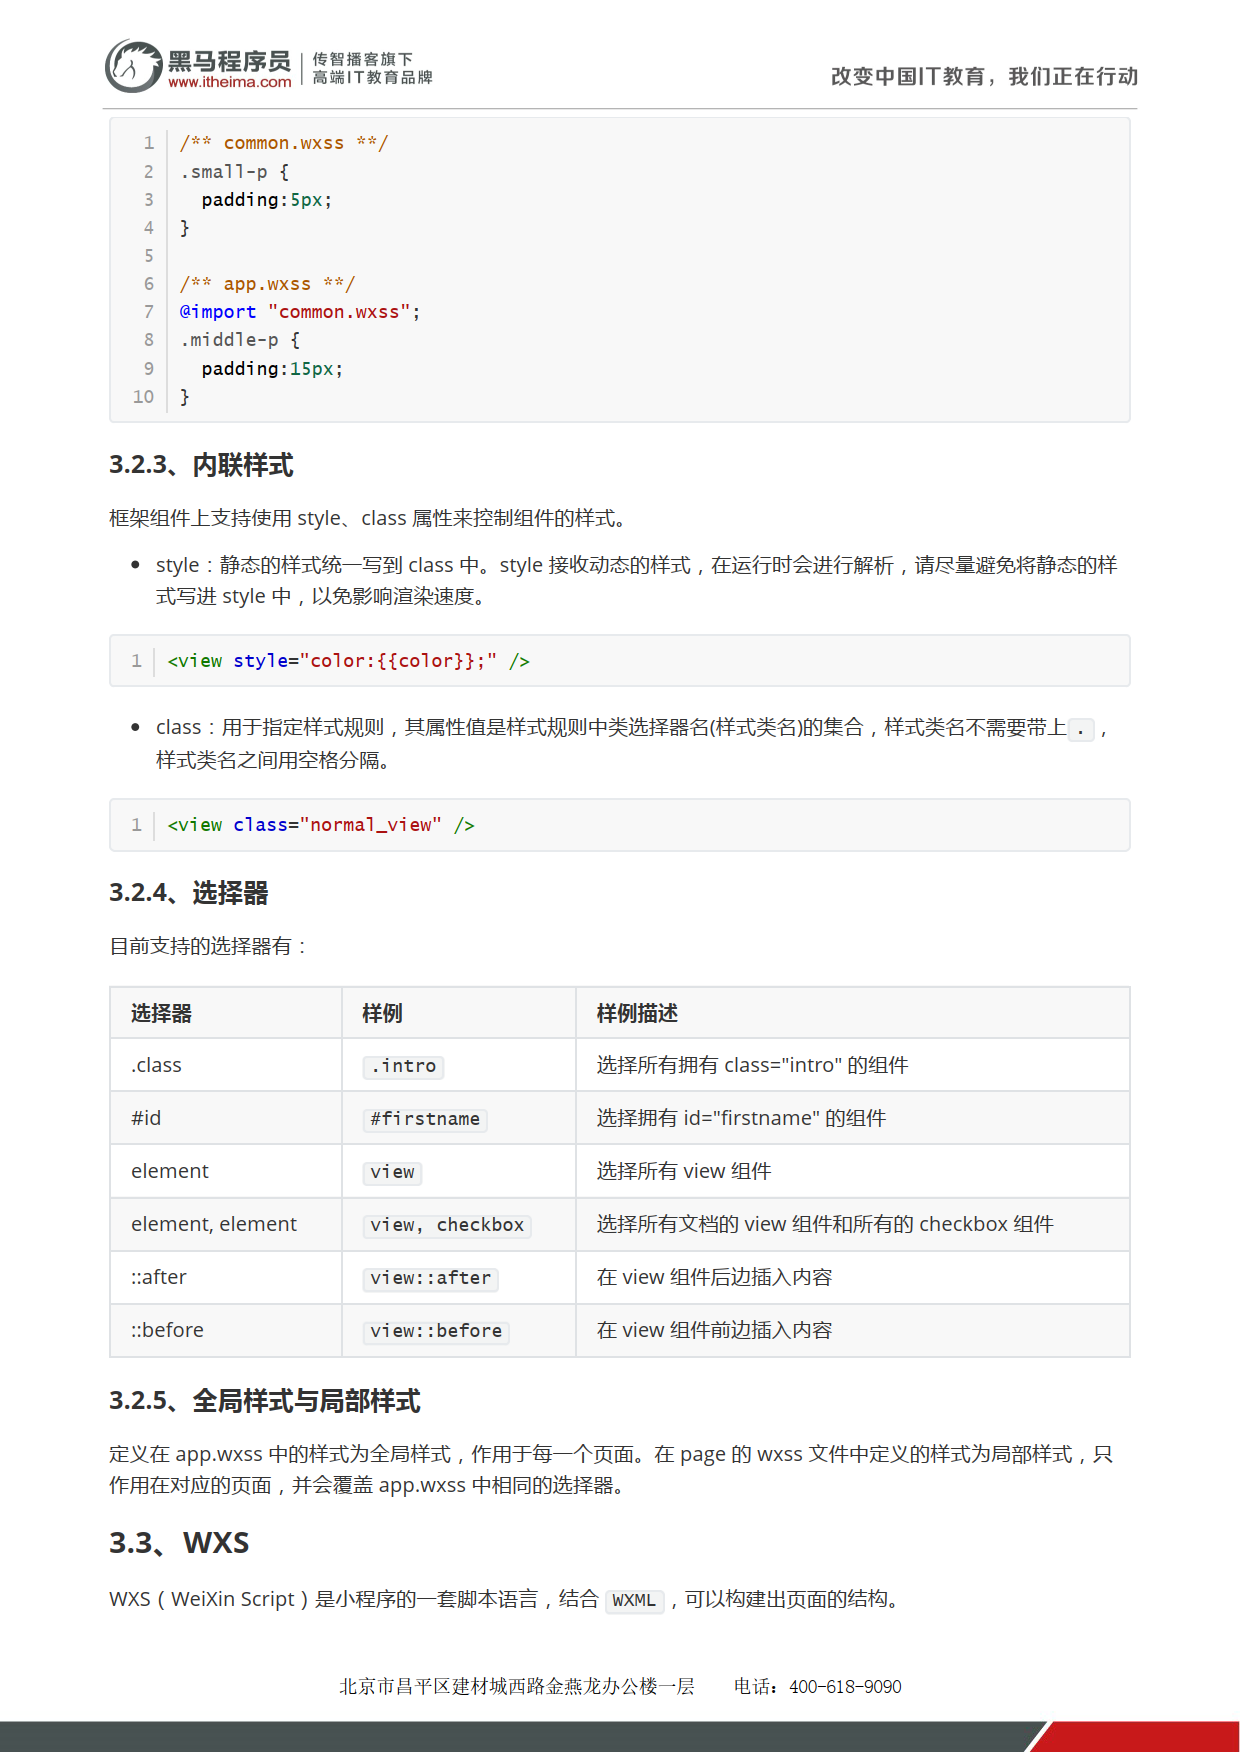 黑马程序员
www.itheima.com
传智播客旗下
高端IT教育品牌
改变中国IT教育，我们正在行动
1 /** common.wxss **/
2 .small-p {
3   padding:5px;
4 }
5
6 /** app.wxss **/
7 @import "common.wxss";
8 .middle-p {
9   padding:15px;
10 }
3.2.3、内联样式
框架组件上支持使用 style、class 属性来控制组件的样式。
• style：静态的样式统一写到 class 中。style 接收动态的样式，在运行时会进行解析，请尽量避免将静态的样
式写进 style 中，以免影响渲染速度。
1 <view style="color:{{color}};" />
• class：用于指定样式规则，其属性值是样式规则中类选择器名(样式类名)的集合，样式类名不需要带上 . ，
样式类名之间用空格分隔。
1 <view class="normal_view" />
3.2.4、选择器
目前支持的选择器有：
选择器 样例 样例描述
.class .intro 选择所有拥有 class="intro" 的组件
#id #firstname 选择拥有 id="firstname" 的组件
element view 选择所有 view 组件
element, element view, checkbox 选择所有文档的 view 组件和所有的 checkbox 组件
::after view::after 在 view 组件后边插入内容
::before view::before 在 view 组件前边插入内容
3.2.5、全局样式与局部样式
定义在 app.wxss 中的样式为全局样式，作用于每一个页面。在 page 的 wxss 文件中定义的样式为局部样式，只
作用在对应的页面，并会覆盖 app.wxss 中相同的选择器。
3.3、WXS
WXS（WeiXin Script）是小程序的一套脚本语言，结合 WXML ，可以构建出页面的结构。
北京市昌平区建材城西路金燕龙办公楼一层 电话：400-618-9090